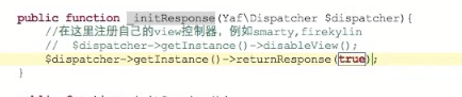 public function _initResponse(Yaf\Dispatcher $dispatcher){
//在这里注册自己的view控制器，例如smarty,firekylin
// $dispatcher->getInstance()->disableView();
$dispatcher->getInstance()->returnResponse(true);
}